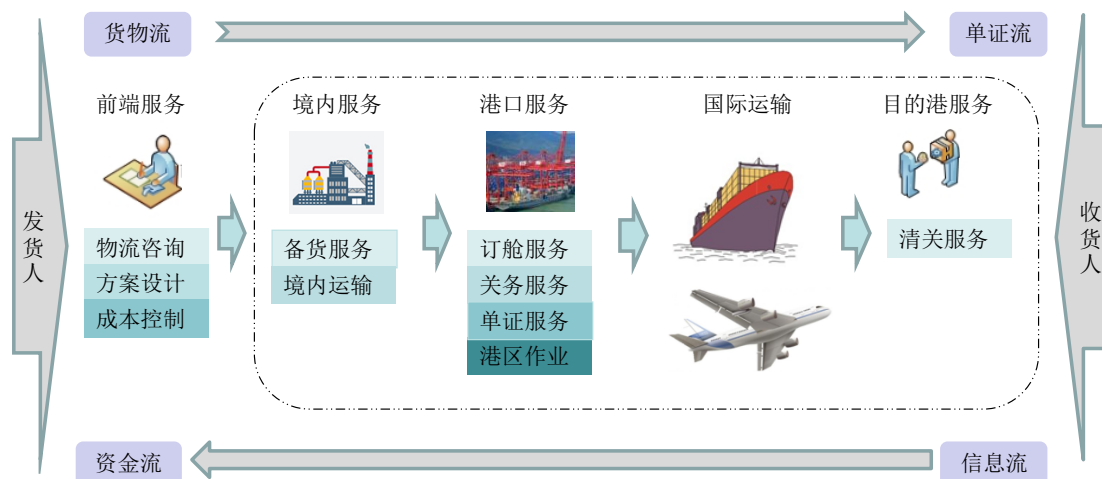 货物流
单证流
前端服务
境内服务
港口服务
国际运输
目的港服务
发货人
物流咨询
方案设计
成本控制
备货服务
境内运输
订舱服务
关务服务
单证服务
港区作业
清关服务
收货人
资金流
信息流